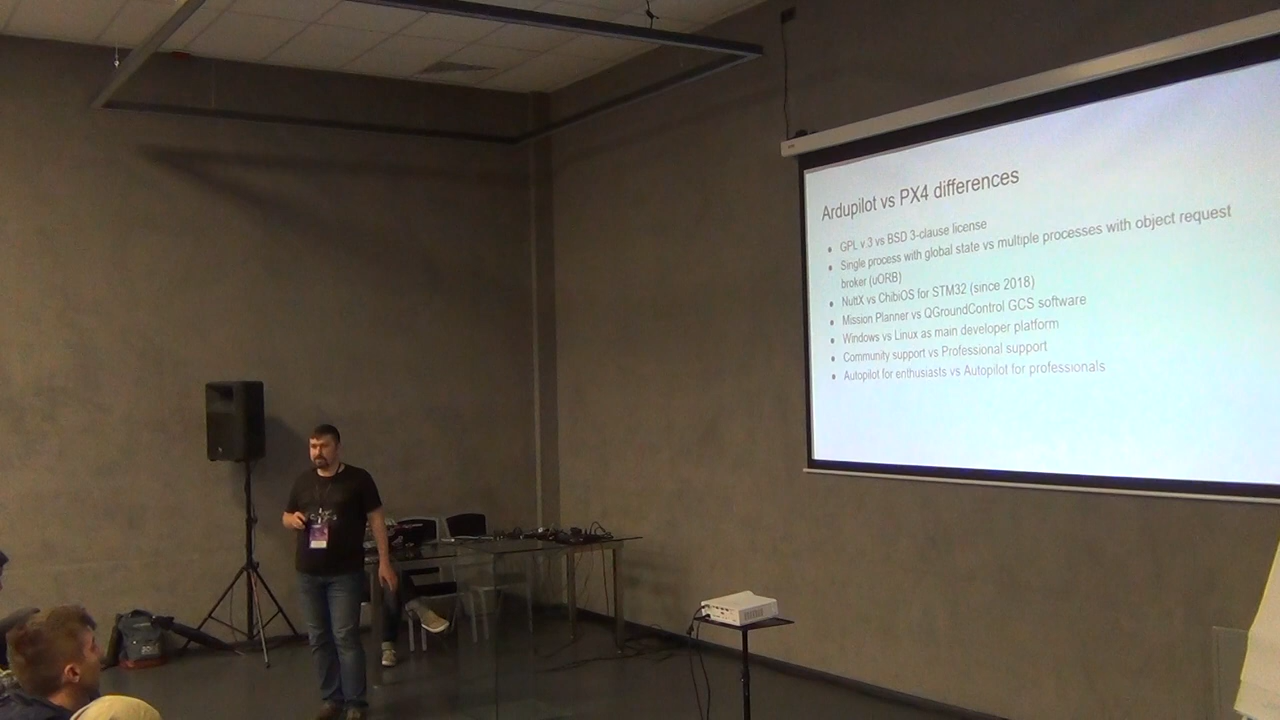 Ardupilot vs PX4 differences
● GPL v.3 vs BSD 3-clause license
● Single process with global state vs multiple processes with object request
broker (uORB)
● NuttX vs ChibiOS for STM32 (since 2018)
● Mission Planner vs QGroundControl GCS software
● Windows vs Linux as main developer platform
● Community support vs Professional support
● Autopilot for enthusiasts vs Autopilot for professionals